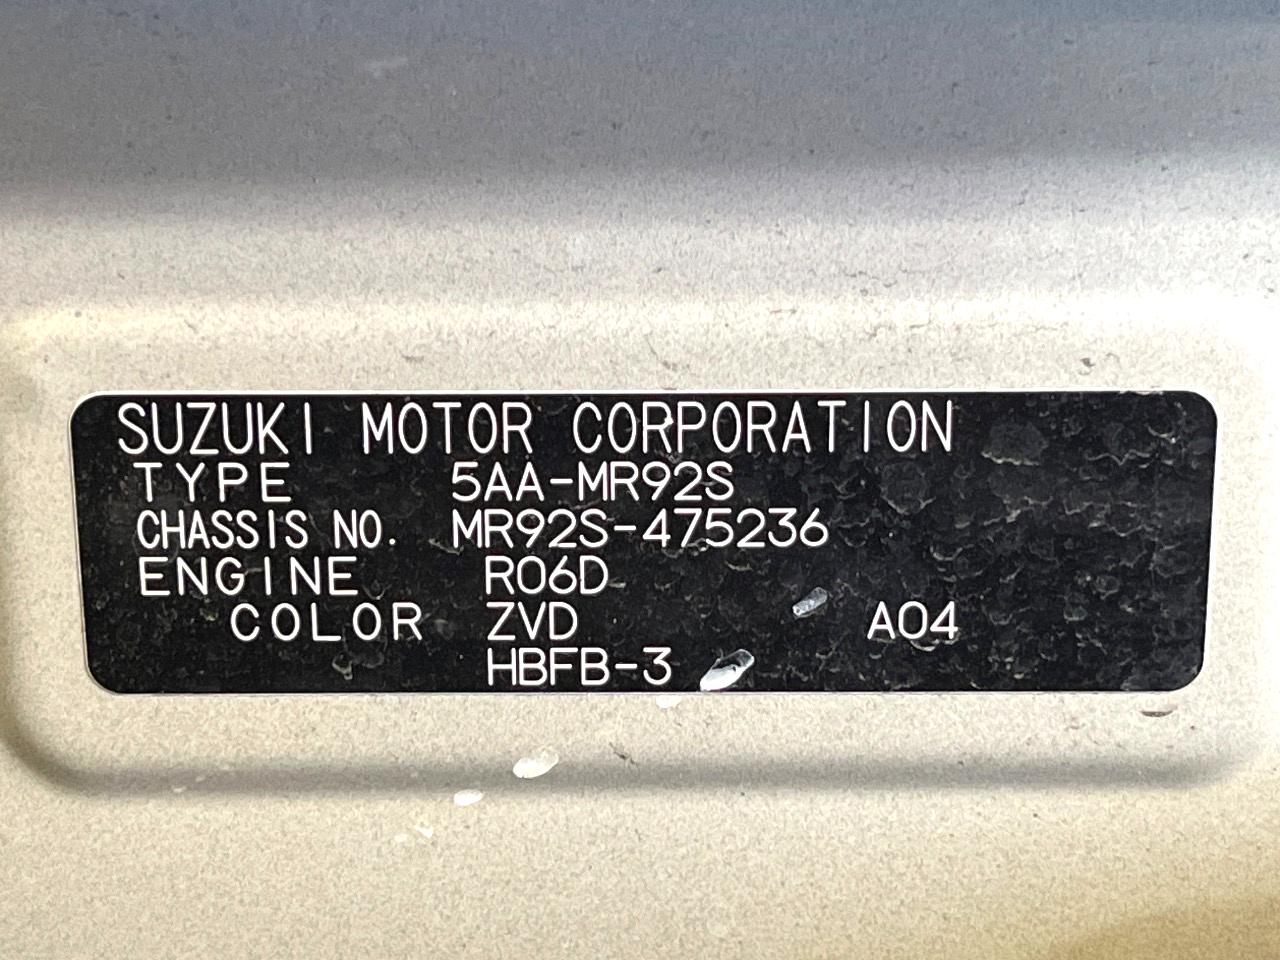 SUZUKI MOTOR CORPORATION
TYPE 5AA-MR92S
CHASSIS NO. MR92S-475236
ENGINE R06D
COLOR ZVD A04
HBFB-3